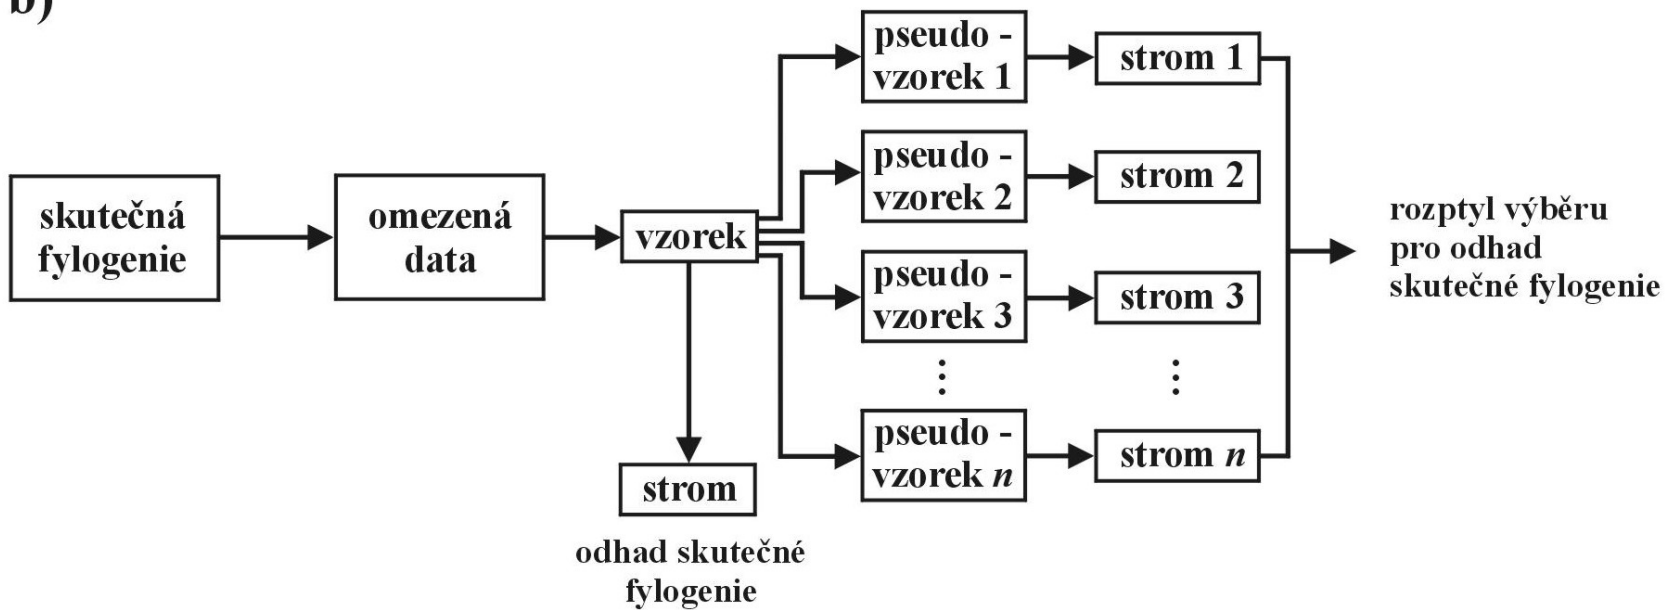 b)
skutečná
fylogenie
omezená
data
vzorek
strom
odhad skutečné
fylogenie
pseudo -
vzorek 1
strom 1
pseudo -
vzorek 2
strom 2
pseudo -
vzorek 3
strom 3
pseudo -
vzorek n
strom n
rozptyl výběru
pro odhad
skutečné fylogenie